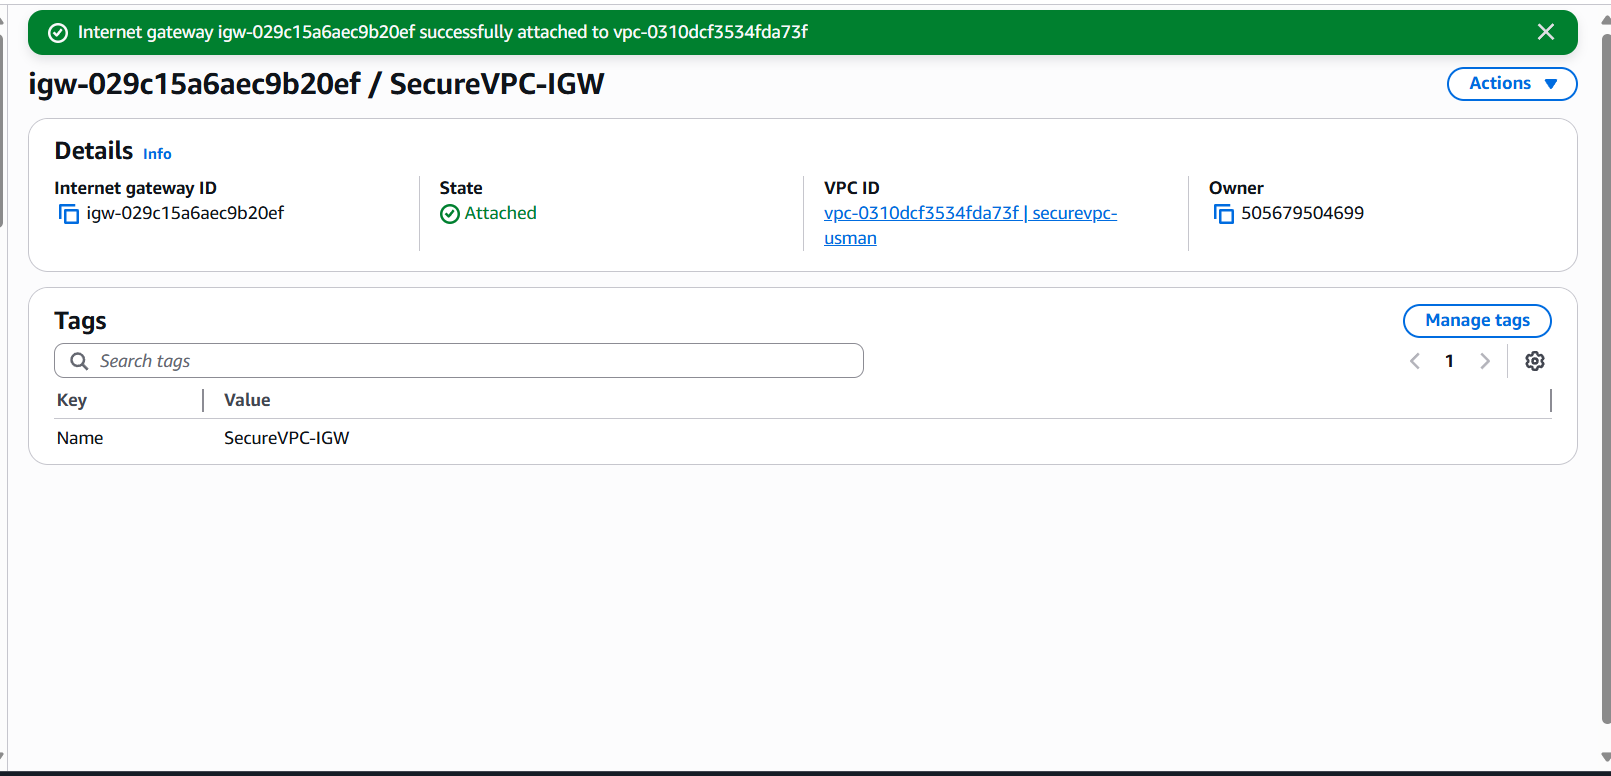 Internet gateway igw-029c15a6aec9b20ef successfully attached to vpc-0310dcf3534fda73f
igw-029c15a6aec9b20ef / SecureVPC-IGW
Actions
Details Info
Internet gateway ID
igw-029c15a6aec9b20ef
State
Attached
VPC ID
vpc-0310dcf3534fda73f | securevpc-
usman
Owner
505679504699
Tags
Manage tags
Search tags
1
Key Value
Name SecureVPC-IGW